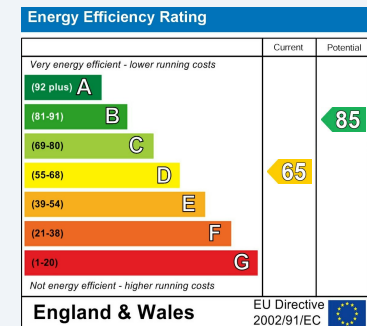 Energy Efficiency Rating
Current Potential
Very energy efficient - lower running costs
(92 plus) A
(81-91) B
85
(69-80) C
(55-68) D
65
(39-54) E
(21-38) F
(1-20) G
Not energy efficient - higher running costs
England & Wales
EU Directive
2002/91/EC